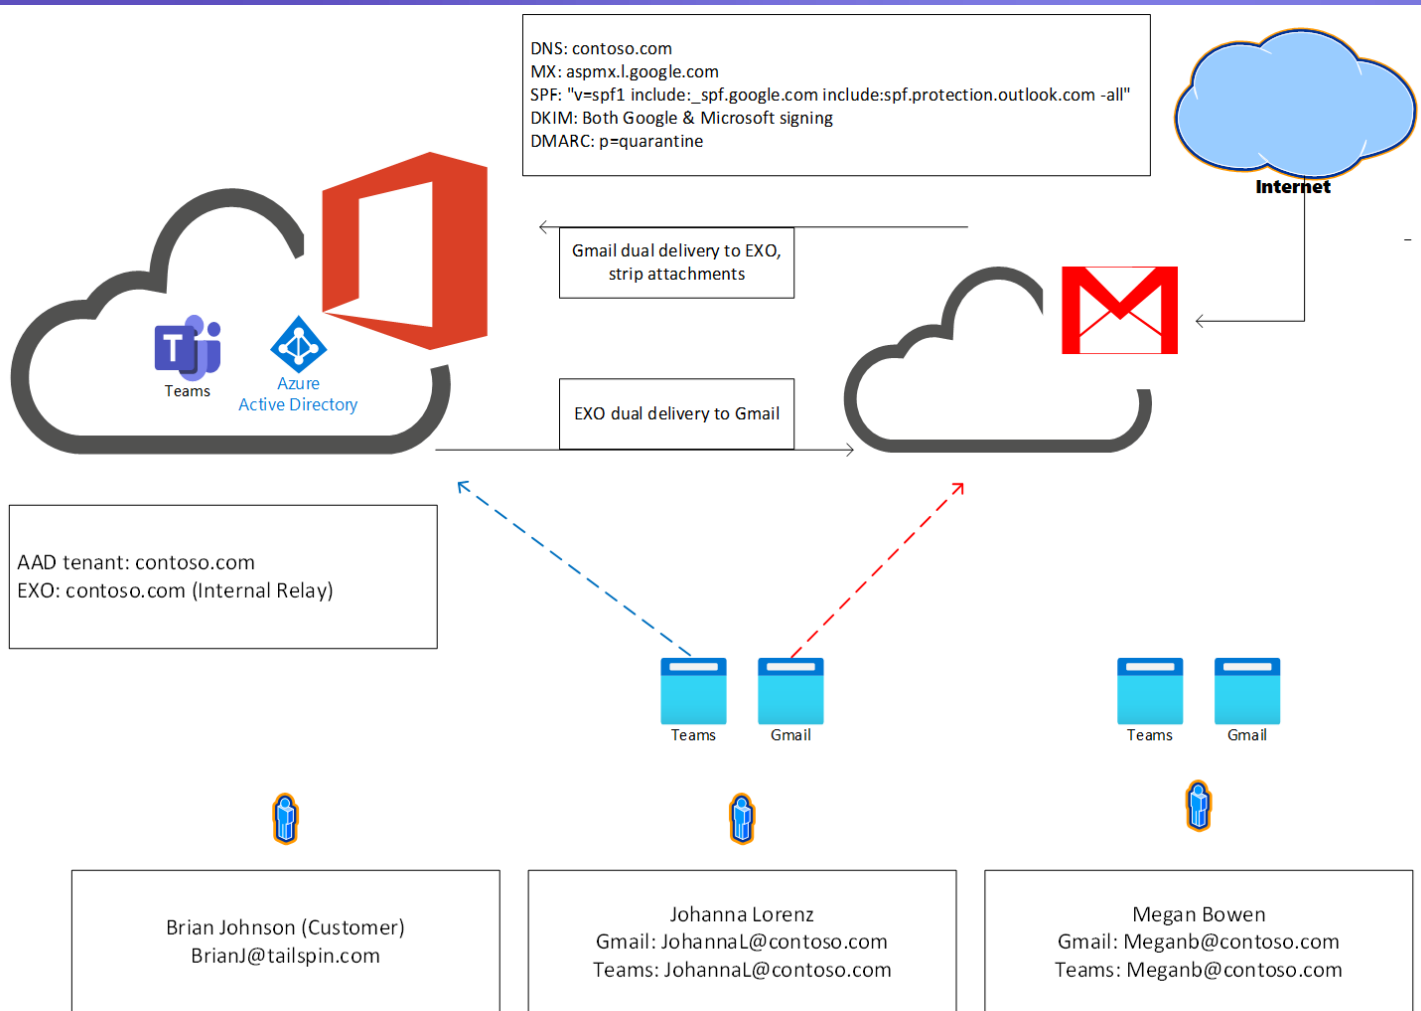 DNS: contoso.com
MX: aspmx.l.google.com
SPF: "v=spf1 include:_spf.google.com include:spf.protection.outlook.com -all"
DKIM: Both Google & Microsoft signing
DMARC: p=quarantine
Internet
Gmail dual delivery to EXO,
strip attachments
T
Teams
Azure
Active Directory
EXO dual delivery to Gmail
AAD tenant: contoso.com
EXO: contoso.com (Internal Relay)
Teams
Gmail
Teams
Gmail
Brian Johnson (Customer)
BrianJ@tailspin.com
Johanna Lorenz
Gmail: JohannaL@contoso.com
Teams: JohannaL@contoso.com
Megan Bowen
Gmail: Meganb@contoso.com
Teams: Meganb@contoso.com